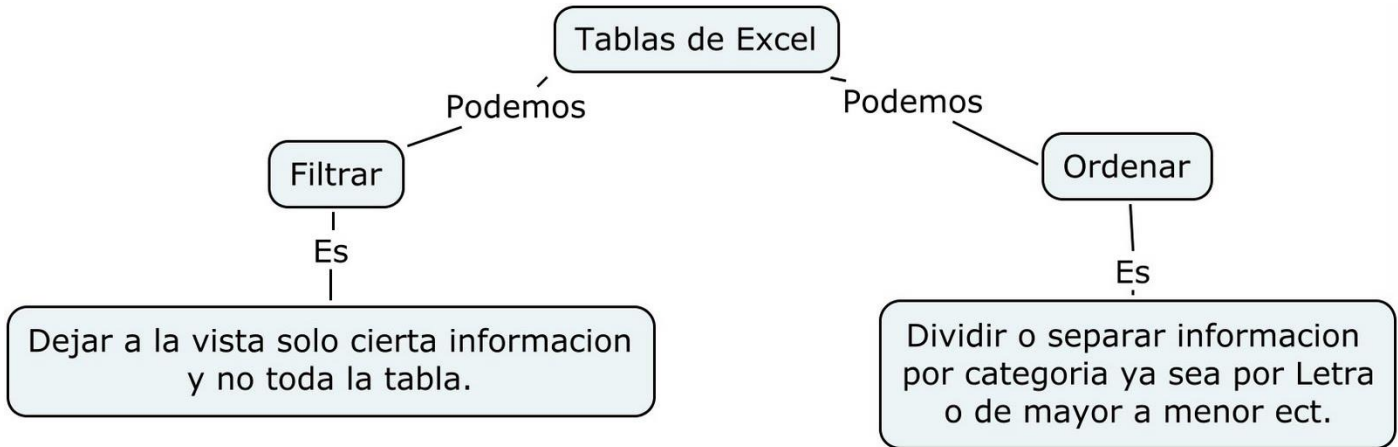 Tablas de Excel
Podemos
Podemos
Filtrar
Ordenar
Es
Es
Dejar a la vista solo cierta informacion
y no toda la tabla.
Dividir o separar informacion
por categoria ya sea por Letra
o de mayor a menor ect.